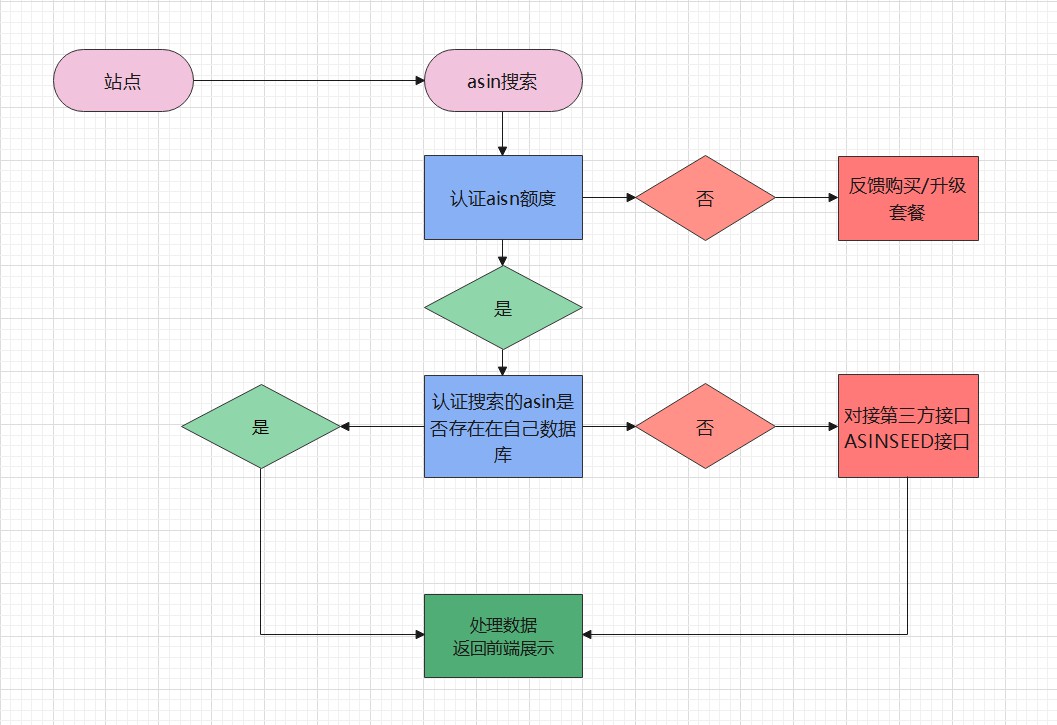 站点
asin搜索
认证aisn额度
否
反馈购买/升级
套餐
是
是
认证搜索的asin是
否存在在自己数据
库
否
对接第三方接口
ASINSEED接口
处理数据
返回前端展示